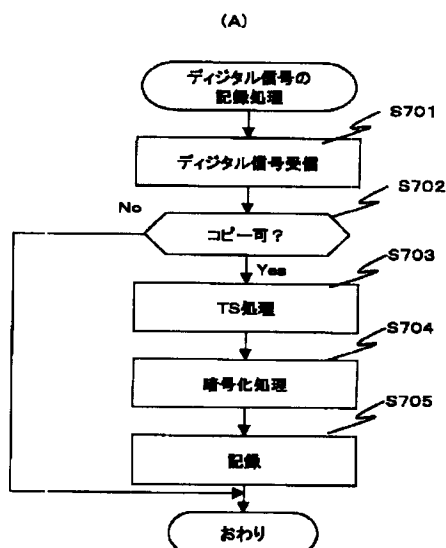 (A)
ディジタル信号の
記録処理
S701
ディジタル信号受信
S702
No
コピー可？
Yes
S703
TS処理
S704
暗号化処理
S705
記録
おわり